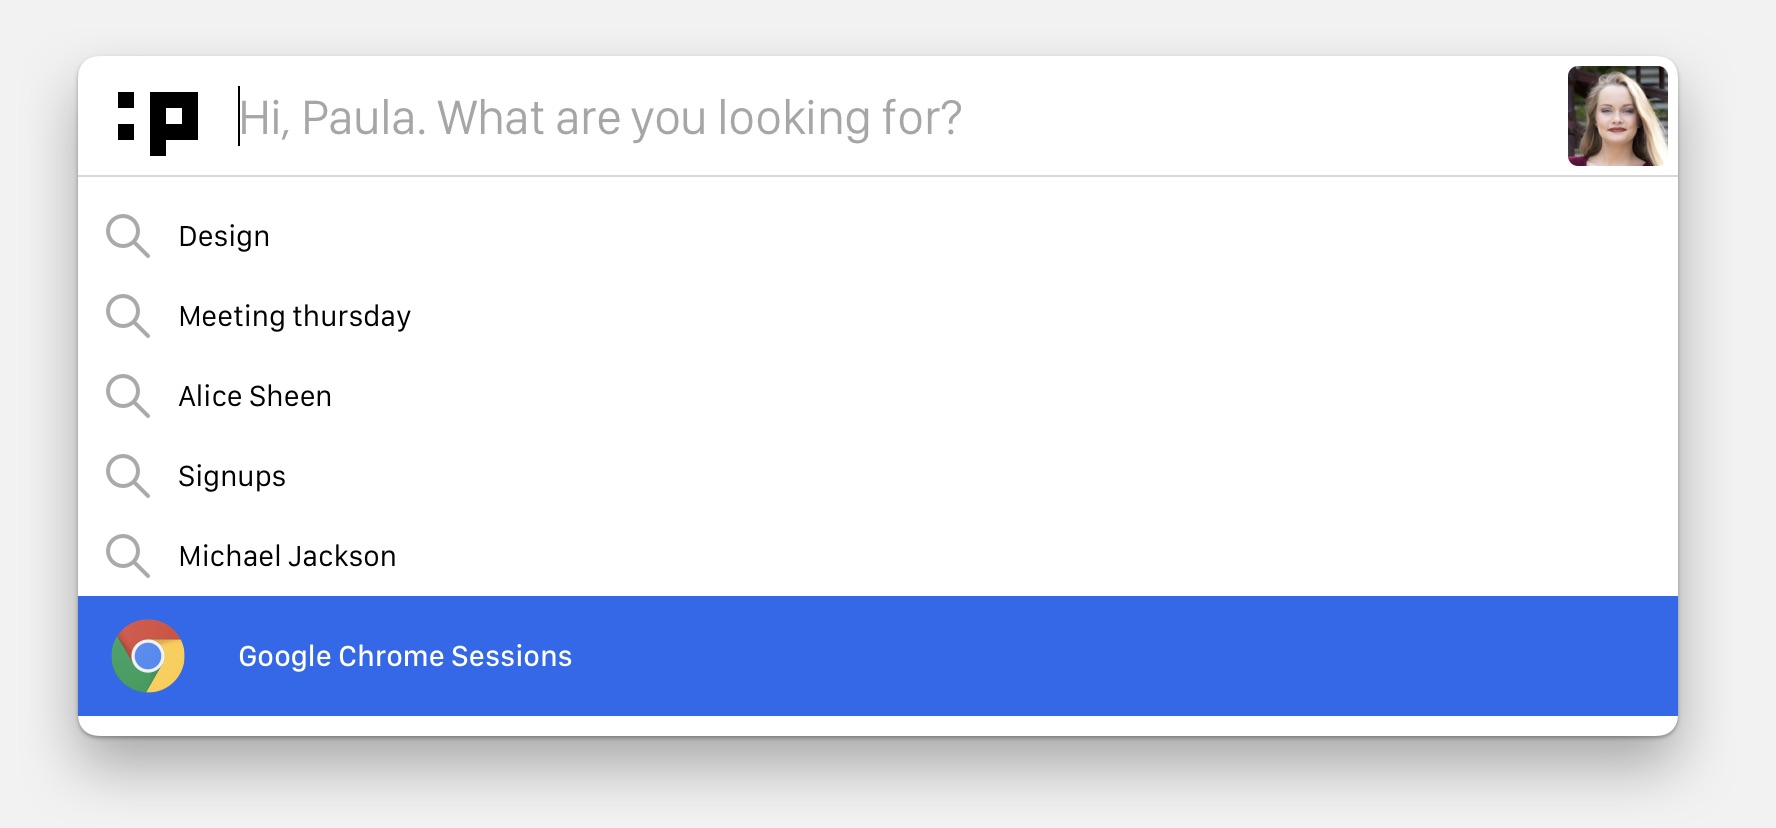 :p
Hi, Paula. What are you looking for?
Design
Meeting thursday
Alice Sheen
Signups
Michael Jackson
Google Chrome Sessions